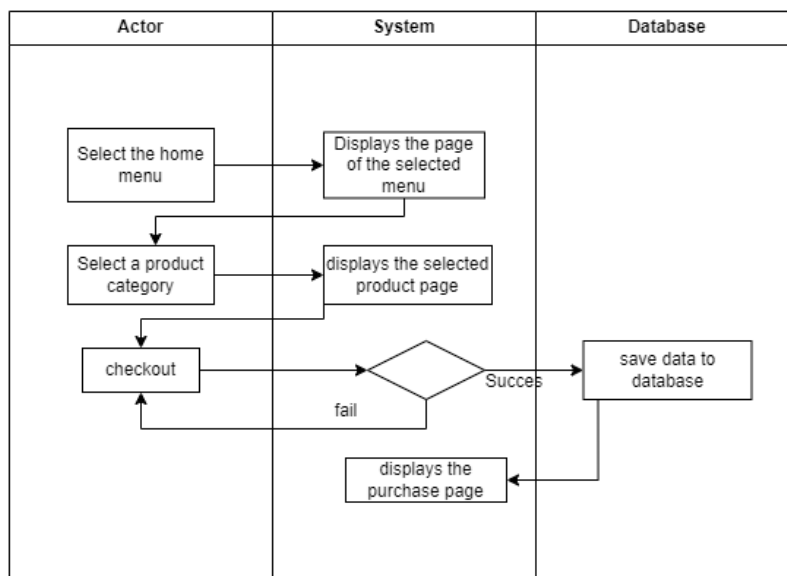 Actor
System
Database
Select the home
menu
Displays the page
of the selected
menu
Select a product
category
displays the selected
product page
checkout
Succes
save data to
database
fail
displays the
purchase page